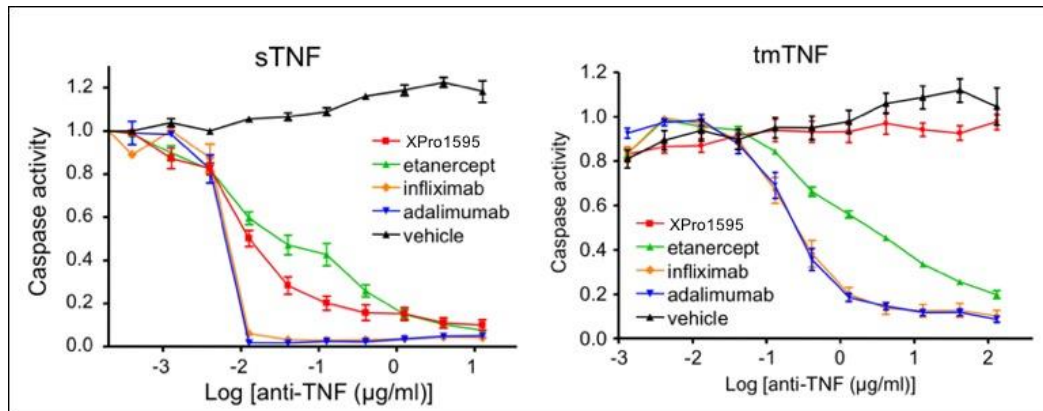 sTNF
1.2
1.0
0.8
0.6
0.4
0.2
0.0
Caspase activity
XPro1595
etanercept
infliximab
adalimumab
vehicle
-3
-2
-1
0
1
Log [anti-TNF (µg/ml)]
tmTNF
1.2
1.0
0.8
0.6
0.4
0.2
0.0
Caspase activity
XPro1595
etanercept
infliximab
adalimumab
vehicle
-3
-2
-1
0
1
2
Log [anti-TNF (µg/ml)]